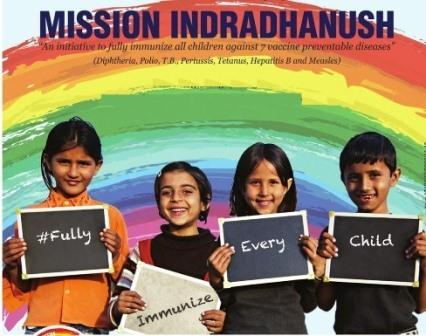 MISSION INDRADHANUSH
"An initiative to fully immunize all children against 7 vaccine preventable diseases"
(Diphtheria, Polio, T.B., Pertussis, Tetanus, Hepatitis B and Measles)
#Fully
Immunize
Every
Child